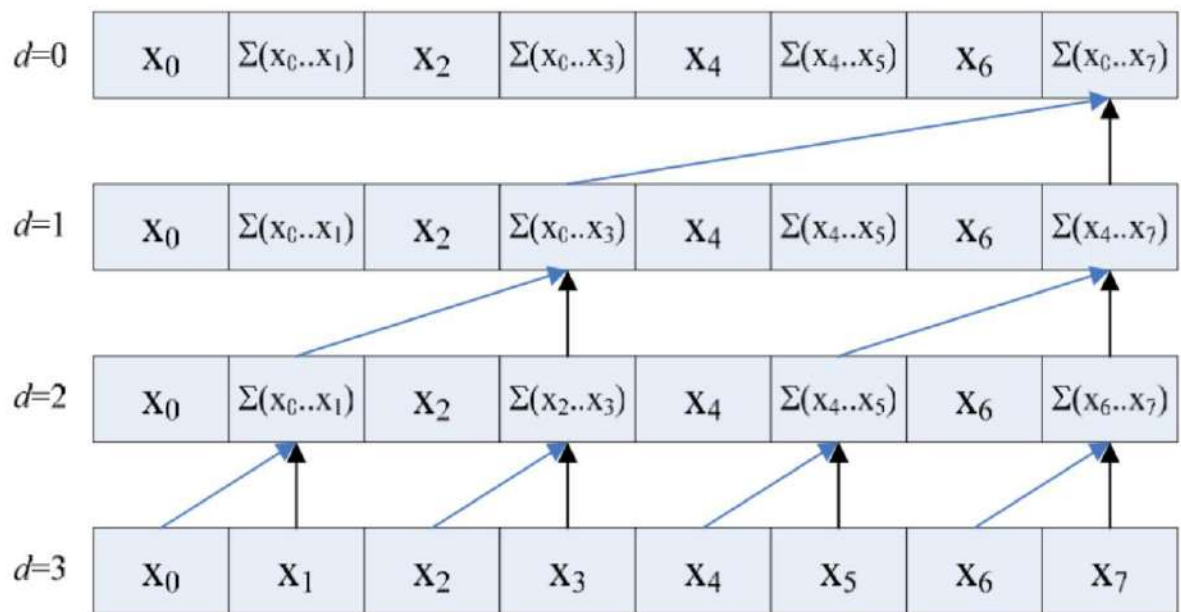 d=0 x₀ Σ(x₀..x₁) x₂ Σ(x₀..x₃) x₄ Σ(x₄..x₅) x₆ Σ(x₀..x₇)
d=1 x₀ Σ(x₀..x₁) x₂ Σ(x₀..x₃) x₄ Σ(x₄..x₅) x₆ Σ(x₄..x₇)
d=2 x₀ Σ(x₀..x₁) x₂ Σ(x₂..x₃) x₄ Σ(x₄..x₅) x₆ Σ(x₆..x₇)
d=3 x₀ x₁ x₂ x₃ x₄ x₅ x₆ x₇